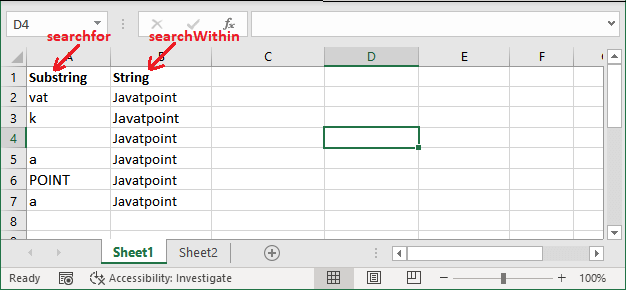 D4
fx
searchfor searchWithin
A B C D E F G
1 Substring String
2 vat Javatpoint
3 k Javatpoint
4 Javatpoint
5 a Javatpoint
6 POINT Javatpoint
7 a Javatpoint
8
Sheet1 Sheet2
Ready Accessibility: Investigate 100%